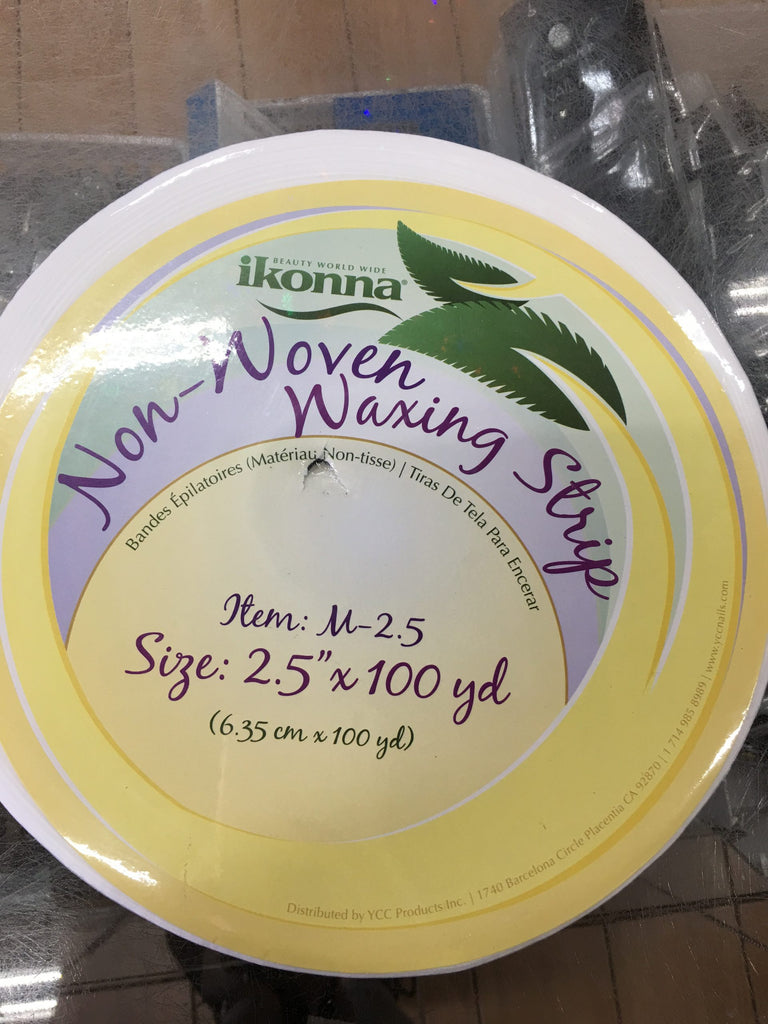 BEAUTY WORLD WIDE
ikonna®
Non-Woven
Waxing Strip
Bandes Épilatoires (Matériau Non-tisse) | Tiras De Tela Para Encerar
Item: M-2.5
Size: 2.5"x 100 yd
(6.35 cm x 100 yd)
Distributed by YCC Products Inc. | 1740 Barcelona Circle Placentia CA 92870 | 1 714 985 8989 | www.yccnails.com